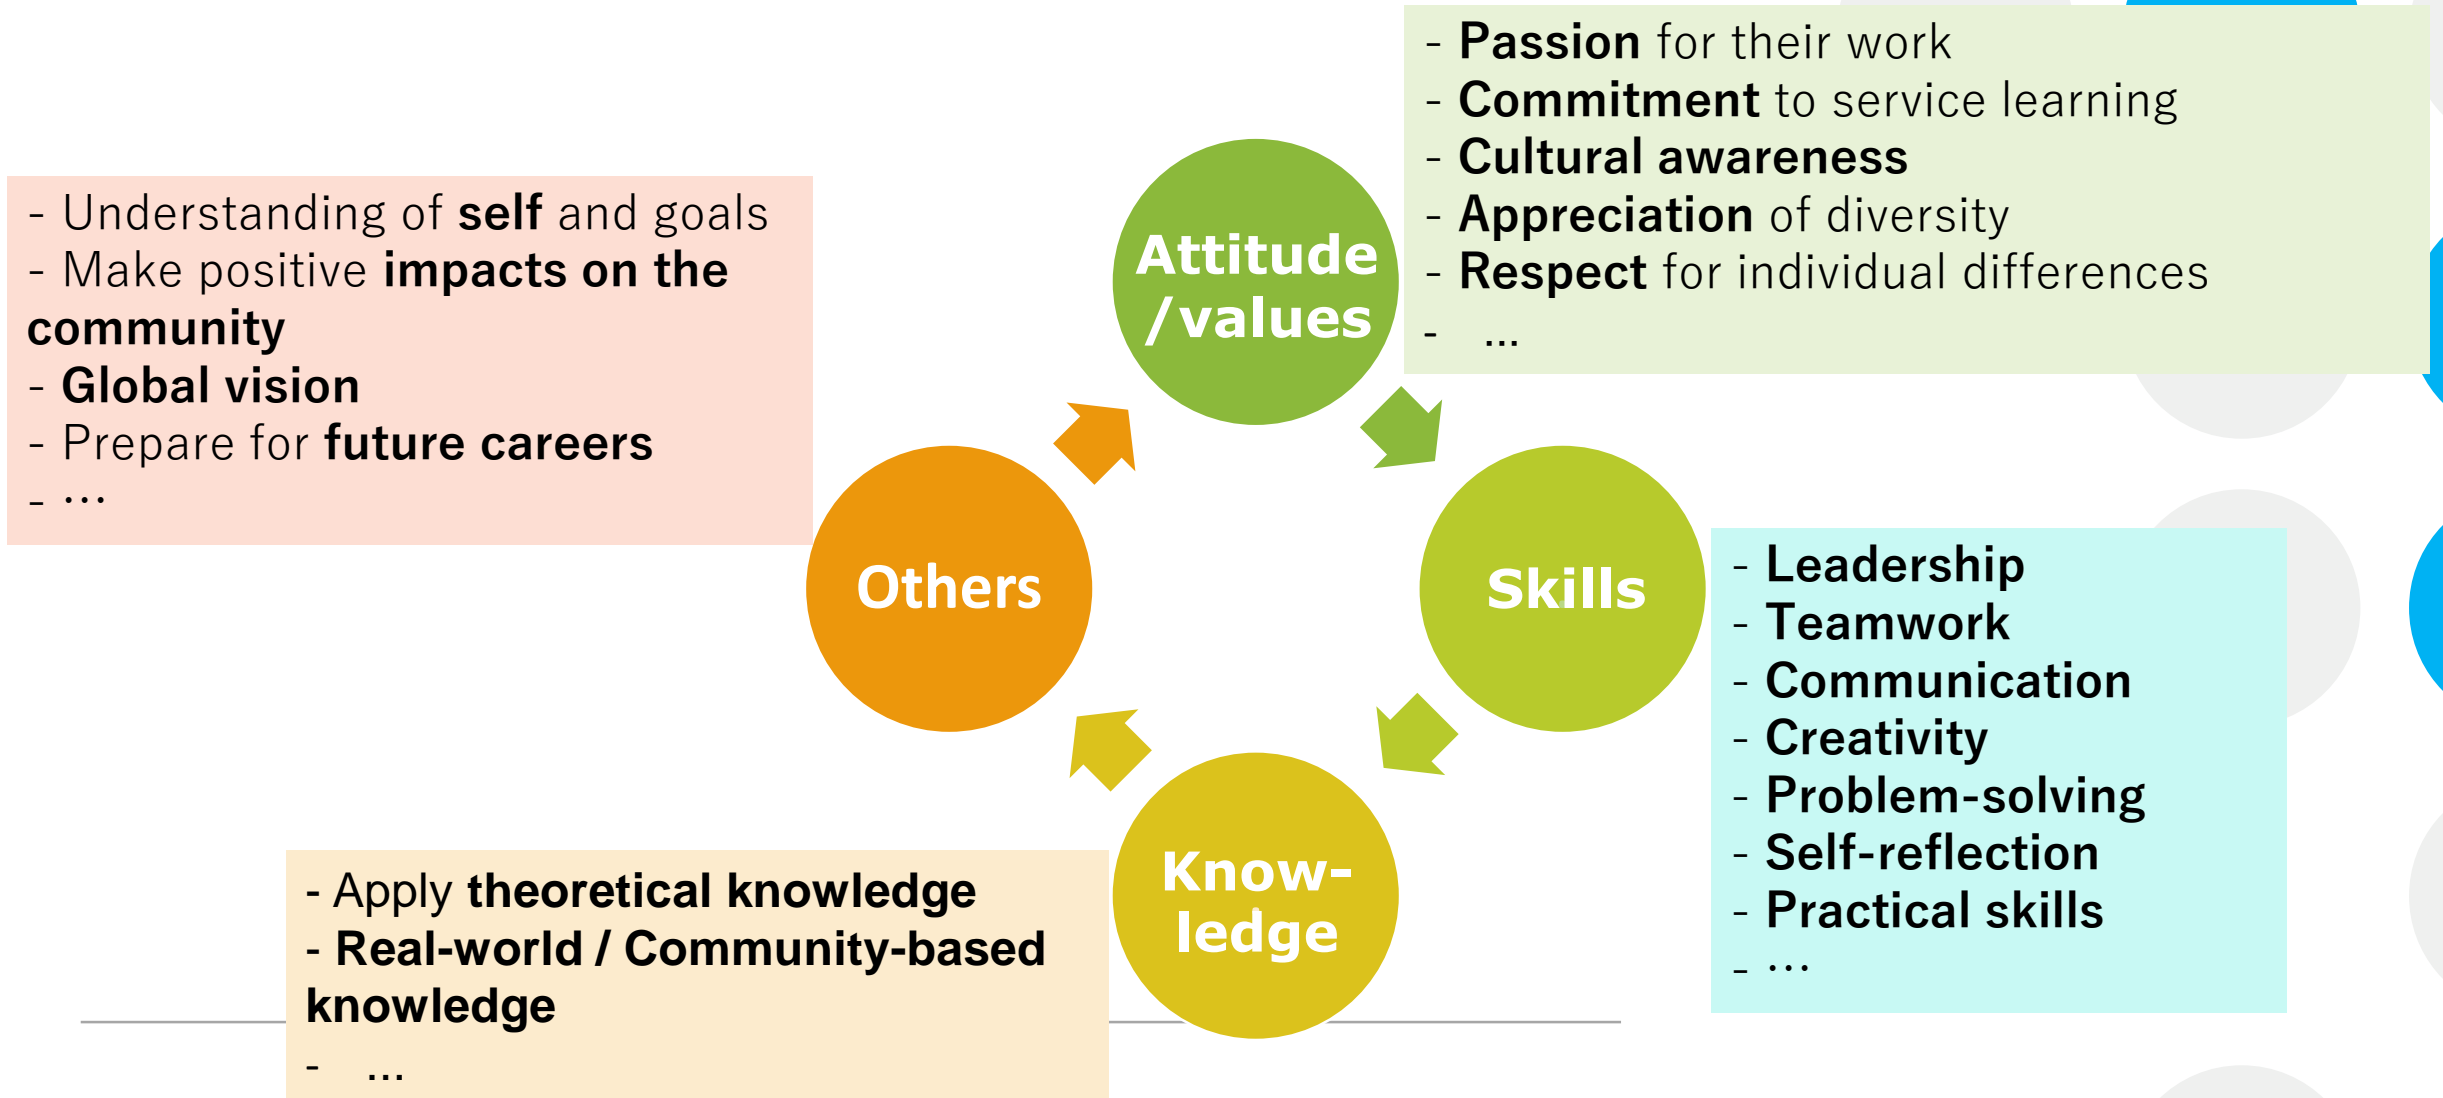 - Passion for their work
- Commitment to service learning
- Cultural awareness
- Appreciation of diversity
- Respect for individual differences
- ...
- Understanding of self and goals
- Make positive impacts on the
community
- Global vision
- Prepare for future careers
- ...
Attitude
/values
Others
Skills
- Leadership
- Teamwork
- Communication
- Creativity
- Problem-solving
- Self-reflection
- Practical skills
- ...
Know-
ledge
- Apply theoretical knowledge
- Real-world / Community-based
knowledge
- ...